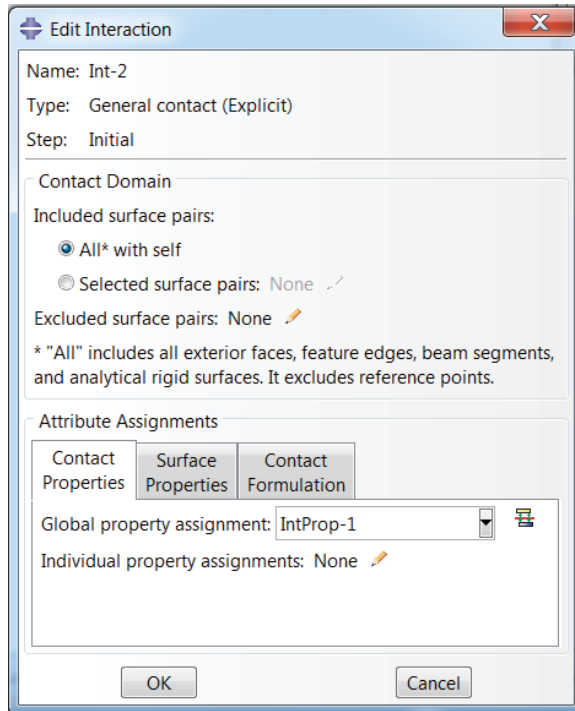 Edit Interaction
X
Name: Int-2
Type: General contact (Explicit)
Step: Initial
Contact Domain
Included surface pairs:
All* with self
Selected surface pairs: None
Excluded surface pairs: None
* "All" includes all exterior faces, feature edges, beam segments,
and analytical rigid surfaces. It excludes reference points.
Attribute Assignments
Contact Properties
Surface Properties
Contact Formulation
Global property assignment: IntProp-1
Individual property assignments: None
OK
Cancel